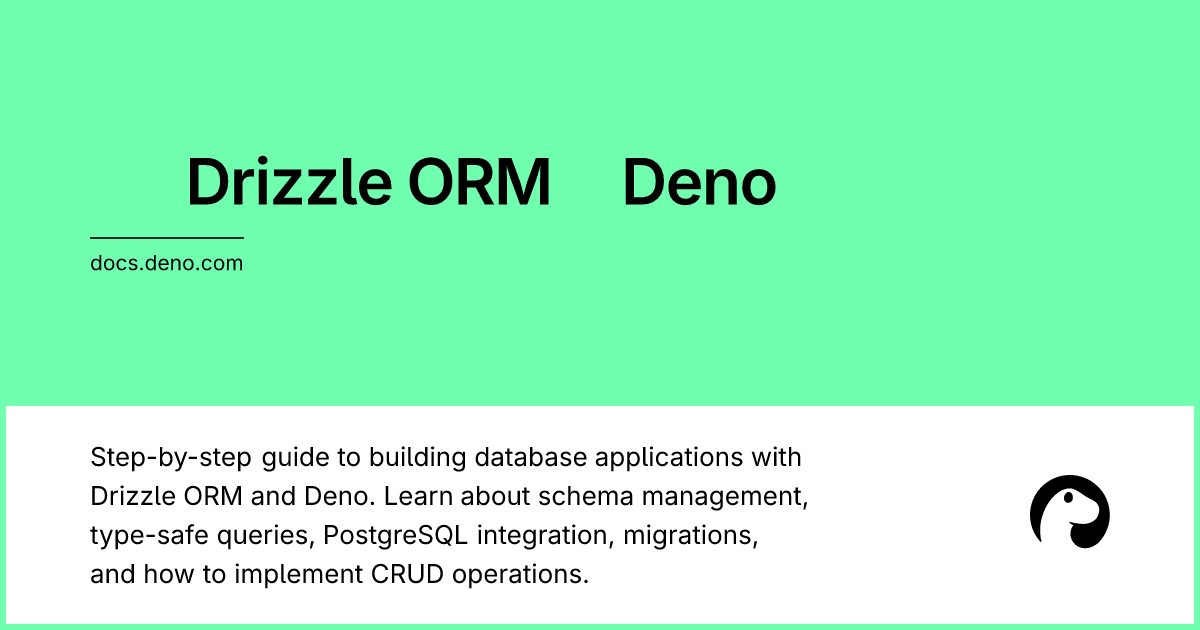 Drizzle ORM Deno
docs.deno.com
Step-by-step guide to building database applications with
Drizzle ORM and Deno. Learn about schema management,
type-safe queries, PostgreSQL integration, migrations,
and how to implement CRUD operations.